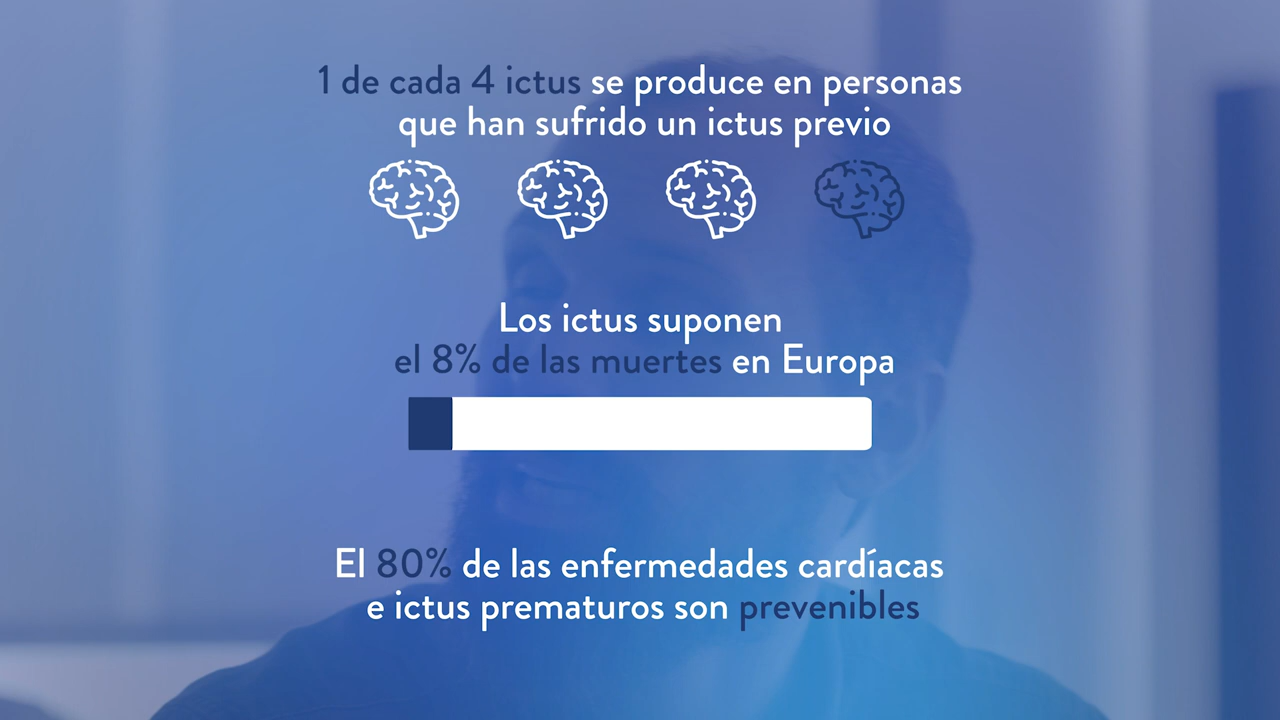 1 de cada 4 ictus se produce en personas
que han sufrido un ictus previo
Los ictus suponen
el 8% de las muertes en Europa
El 80% de las enfermedades cardíacas
e ictus prematuros son prevenibles